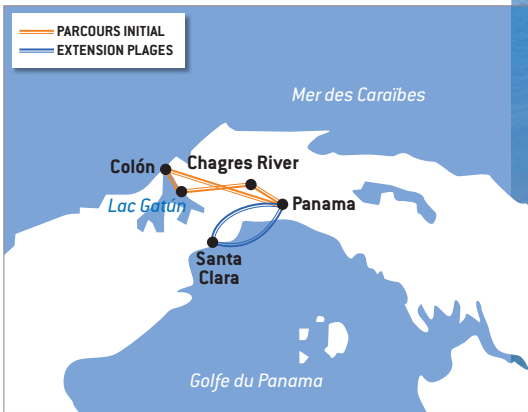 PARCOURS INITIAL
EXTENSION PLAGES
Mer des Caraïbes
Colón
Chagres River
Lac Gatún
Panama
Santa
Clara
Golfe du Panama